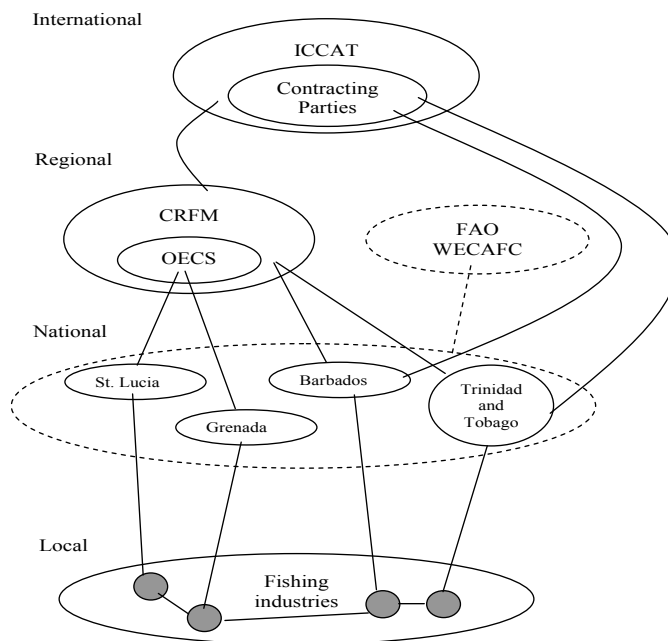 International
ICCAT
Contracting
Parties
Regional
CRFM
OECS
FAO
WECAFC
National
St. Lucia
Barbados
Trinidad
and
Tobago
Grenada
Local
Fishing
industries